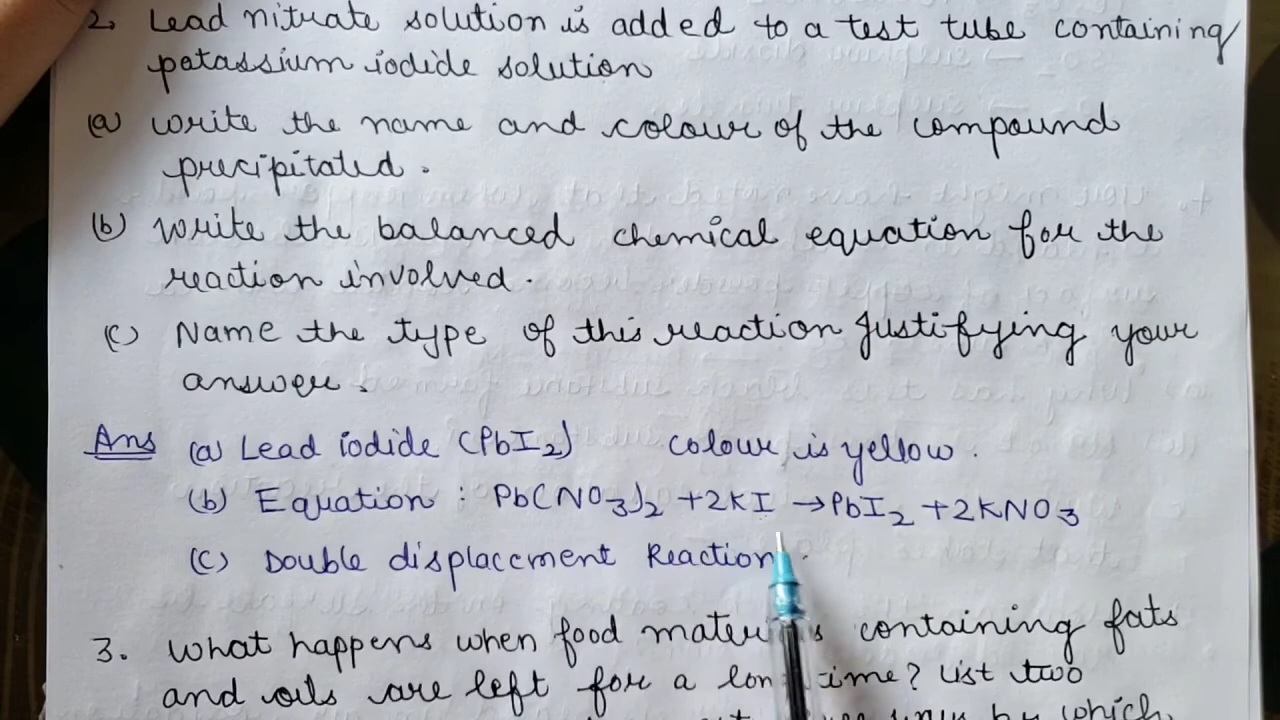 2. Lead nitrate solution is added to a test tube containing
potassium iodide solution
(a) write the name and colour of the compound
precipitated.
(b) Write the balanced chemical equation for the
reaction involved.
(c) Name the type of this reaction Justifying your
answer.
Ans (a) Lead iodide (PbI2) colour is yellow.
(b) Equation : Pb(NO3)2 +2KI → PbI2 +2KNO3
(C) Double displacement Reaction.
3. What happens when food containing fats
and oils are left for a time? List two
by which